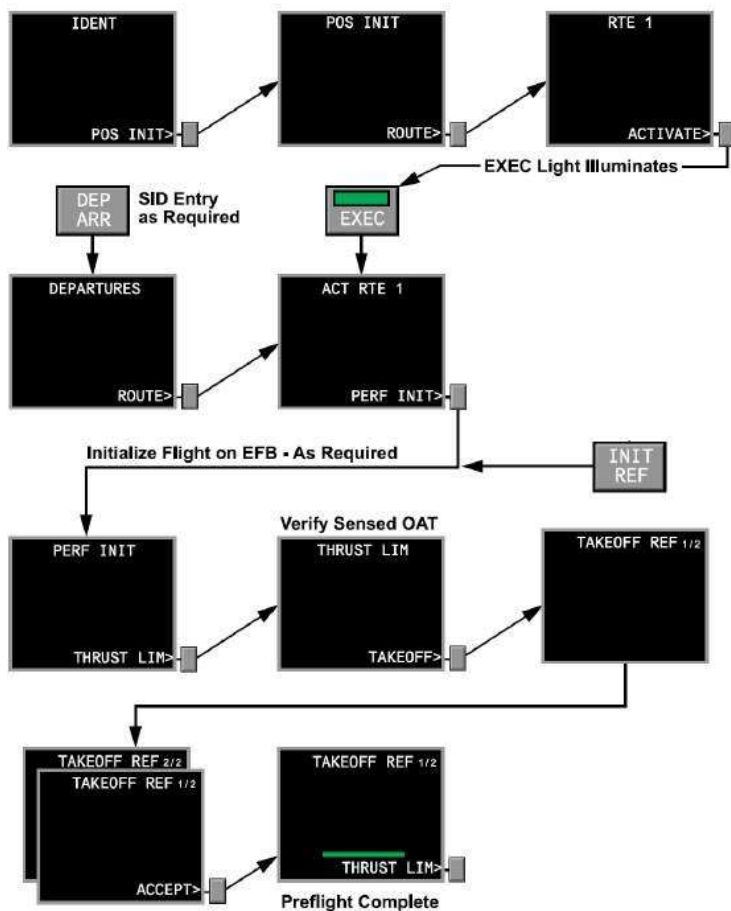 IDENT
POS INIT>
POS INIT
ROUTE>
RTE 1
ACTIVATE>
EXEC Light Illuminates
DEP
ARR
SID Entry
as Required
EXEC
DEPARTURES
ROUTE>
ACT RTE 1
PERF INIT>
Initialize Flight on EFB - As Required
INIT
REF
PERF INIT
THRUST LIM>
Verify Sensed OAT
THRUST LIM
TAKEOFF>
TAKEOFF REF 1/2
TAKEOFF REF 2/2
TAKEOFF REF 1/2
ACCEPT>
TAKEOFF REF 1/2
THRUST LIM>
Preflight Complete